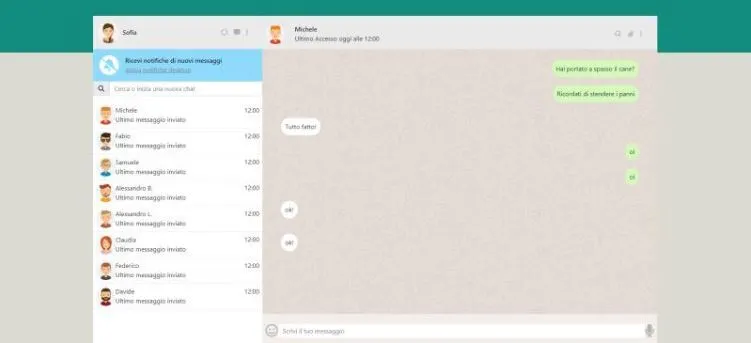 Sofia
Ricevi notifiche di nuovi messaggi
Attiva notifiche desktop
Cerca o inizia una nuova chat
Michele
12:00
Ultimo messaggio inviato
Fabio
12:00
Ultimo messaggio inviato
Samuele
12:00
Ultimo messaggio inviato
Alessandro B.
12:00
Ultimo messaggio inviato
Alessandro L.
12:00
Ultimo messaggio inviato
Claudia
12:00
Ultimo messaggio inviato
Federico
12:00
Ultimo messaggio inviato
Davide
12:00
Ultimo messaggio inviato
Michele
Ultimo Accesso oggi alle 12:00
Hai portato a spasso il cane?
Ricordati di stendere i panni
Tutto fatto!
oi
oi
ok!
ok!
Scrivi il tuo messaggio